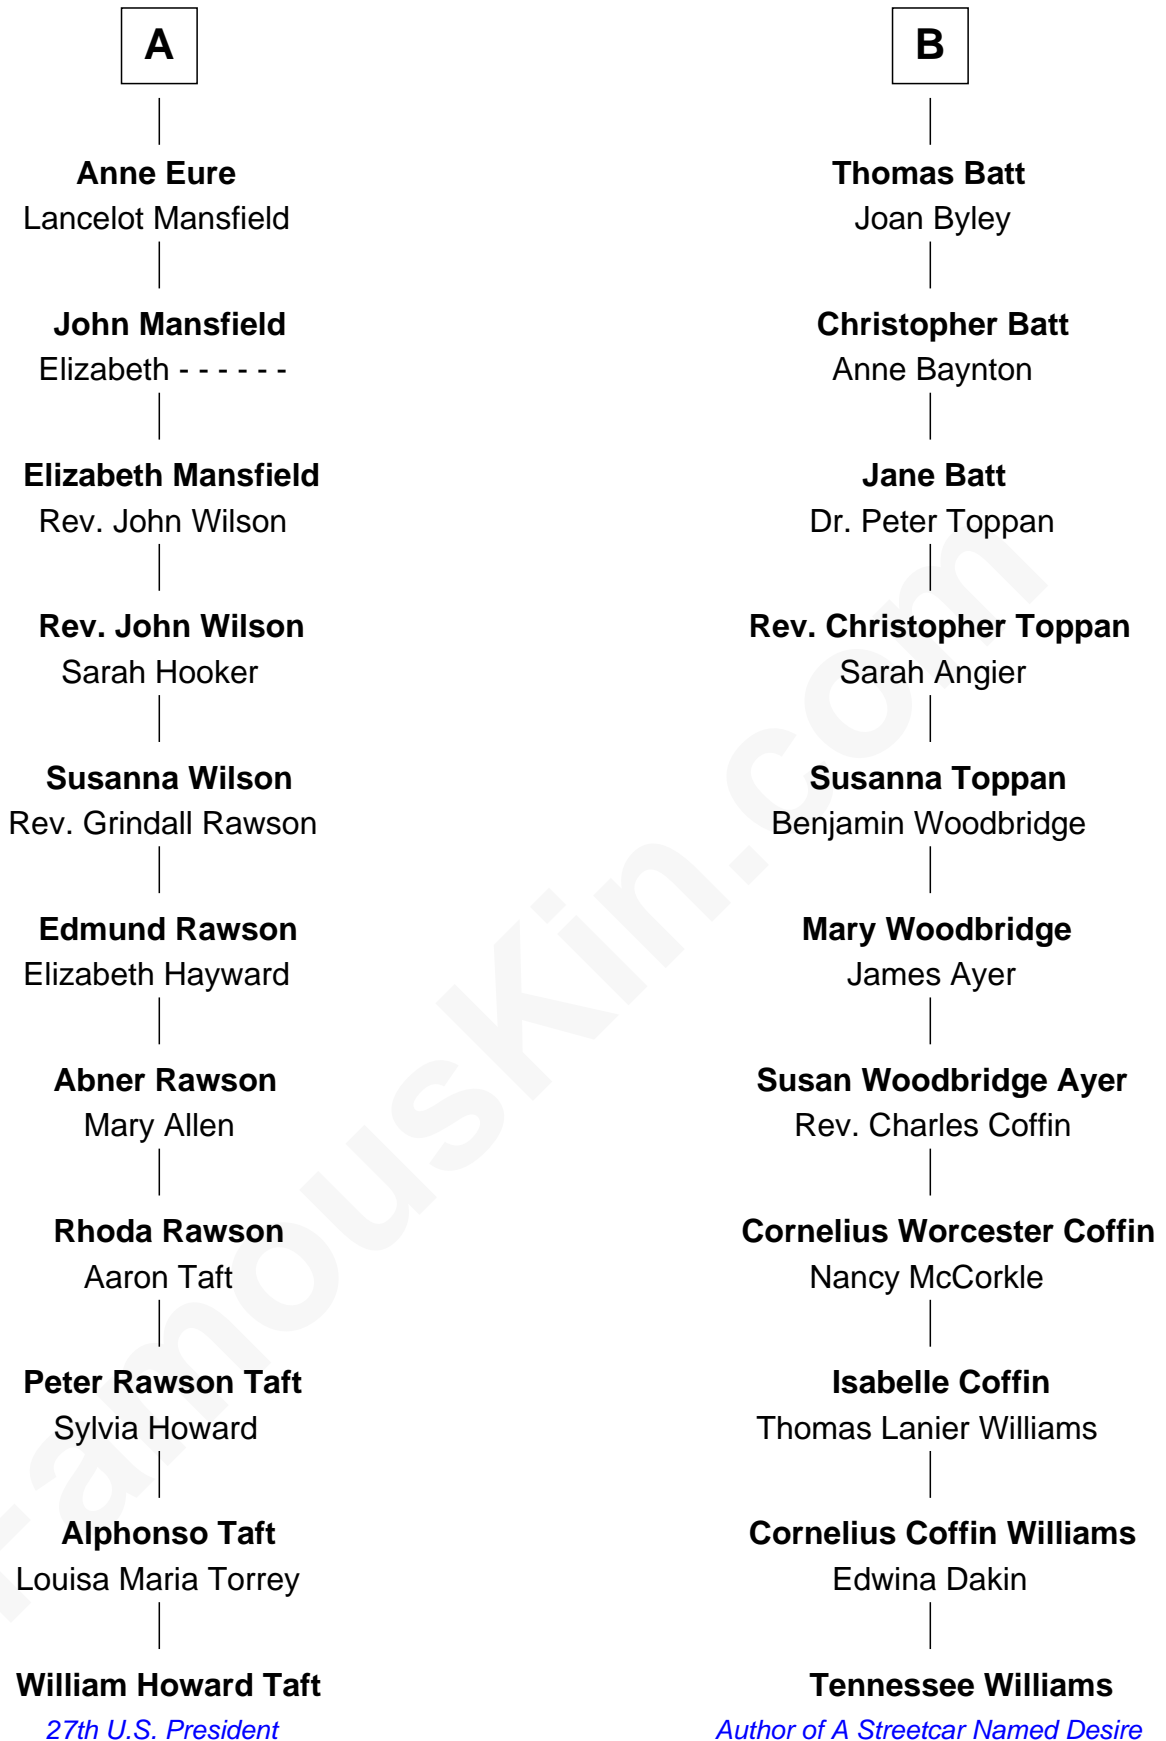 A
Anne Eure
Lancelot Mansfield
John Mansfield
Elizabeth - - - - - -
Elizabeth Mansfield
Rev. John Wilson
Rev. John Wilson
Sarah Hooker
Susanna Wilson
Rev. Grindall Rawson
Edmund Rawson
Elizabeth Hayward
Abner Rawson
Mary Allen
Rhoda Rawson
Aaron Taft
Peter Rawson Taft
Sylvia Howard
Alphonso Taft
Louisa Maria Torrey
William Howard Taft
27th U.S. President
B
Thomas Batt
Joan Byley
Christopher Batt
Anne Baynton
Jane Batt
Dr. Peter Toppan
Rev. Christopher Toppan
Sarah Angier
Susanna Toppan
Benjamin Woodbridge
Mary Woodbridge
James Ayer
Susan Woodbridge Ayer
Rev. Charles Coffin
Cornelius Worcester Coffin
Nancy McCorkle
Isabelle Coffin
Thomas Lanier Williams
Cornelius Coffin Williams
Edwina Dakin
Tennessee Williams
Author of A Streetcar Named Desire
FamousKin.com